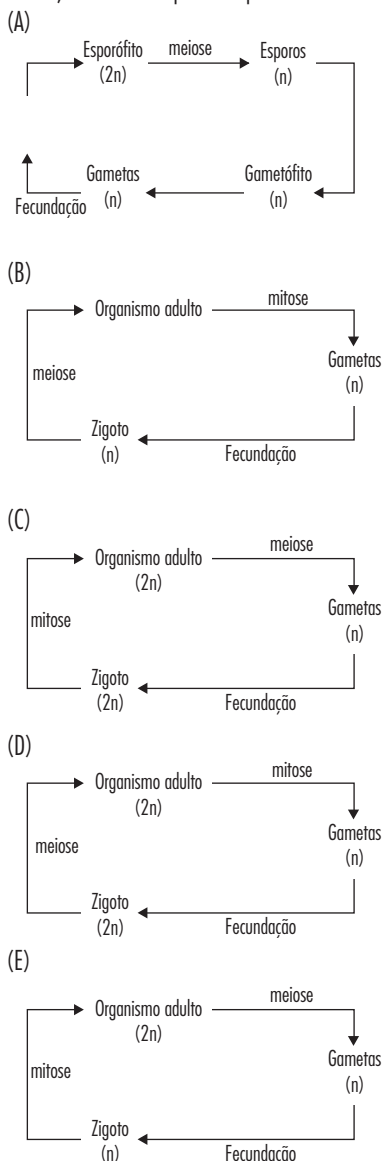 (A)
Esporófito meiose Esporos
(2n) (n)
Gametas Gametófito
Fecundação (n) (n)
(B)
Organismo adulto mitose
Gametas
meiose (n)
Zigoto
(n) Fecundação
(C)
Organismo adulto meiose
(2n)
Gametas
mitose (n)
Zigoto
(2n) Fecundação
(D)
Organismo adulto mitose
(2n)
Gametas
meiose (n)
Zigoto
(2n) Fecundação
(E)
Organismo adulto meiose
(2n)
Gametas
mitose (n)
Zigoto
(n) Fecundação